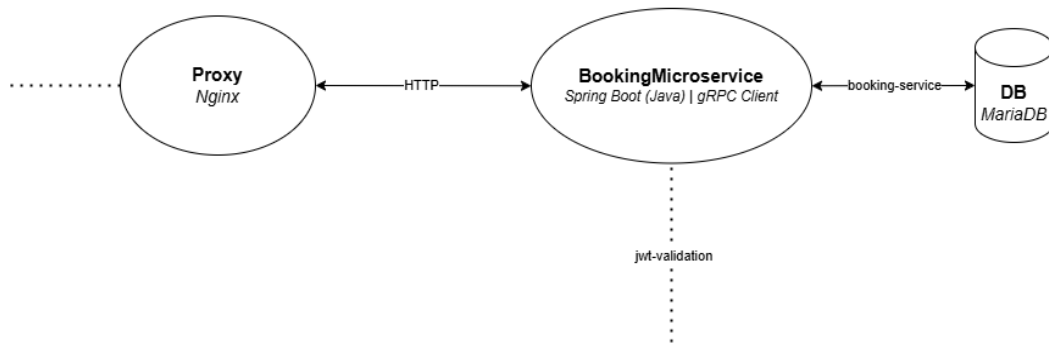 Proxy
Nginx
HTTP
BookingMicroservice
Spring Boot (Java) | gRPC Client
booking-service
DB
MariaDB
jwt-validation